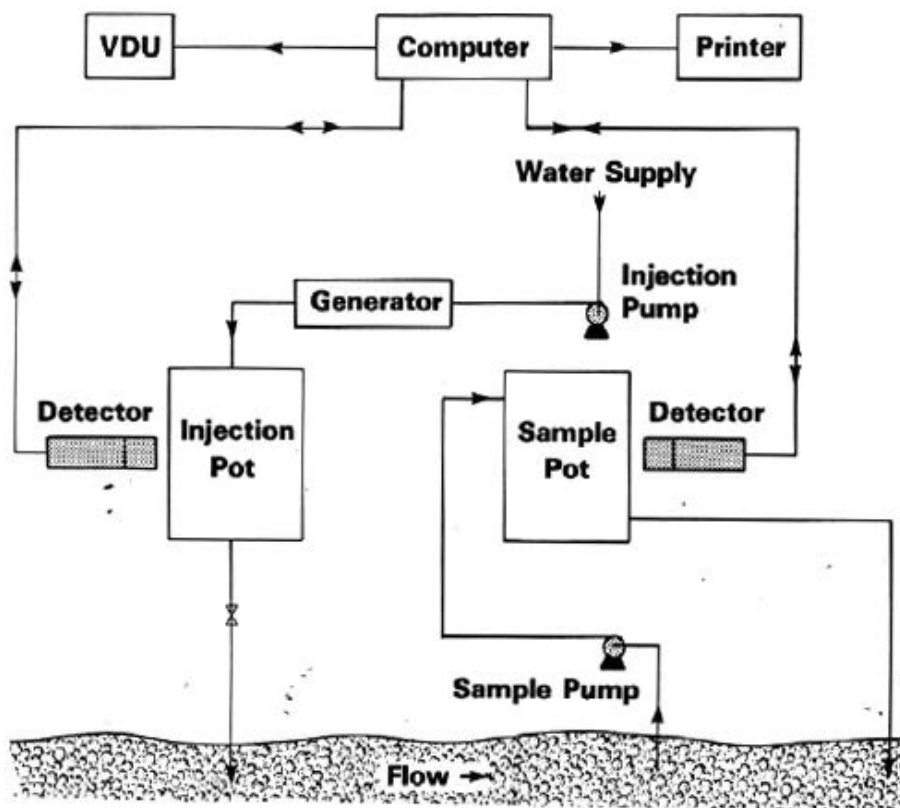 VDU
Computer
Printer
Water Supply
Generator
Injection
Pump
Detector
Injection
Pot
Sample
Pot
Detector
Sample Pump
Flow